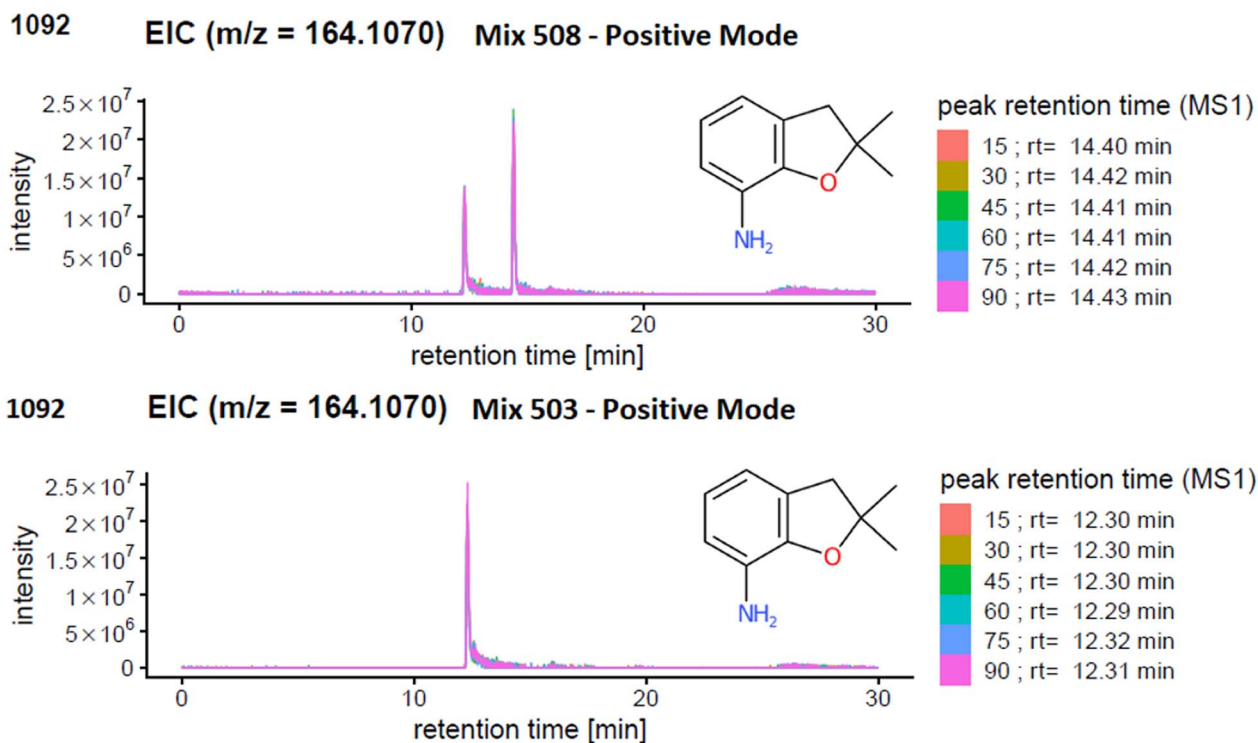 1092 EIC (m/z = 164.1070) Mix 508 - Positive Mode
intensity
2.5×10⁷
2×10⁷
1.5×10⁷
1×10⁷
5×10⁶
0
0 10 20 30
retention time [min]
O
NH₂
peak retention time (MS1)
15 ; rt= 14.40 min
30 ; rt= 14.42 min
45 ; rt= 14.41 min
60 ; rt= 14.41 min
75 ; rt= 14.42 min
90 ; rt= 14.43 min
1092 EIC (m/z = 164.1070) Mix 503 - Positive Mode
intensity
2.5×10⁷
2×10⁷
1.5×10⁷
1×10⁷
5×10⁶
0
0 10 20 30
retention time [min]
O
NH₂
peak retention time (MS1)
15 ; rt= 12.30 min
30 ; rt= 12.30 min
45 ; rt= 12.30 min
60 ; rt= 12.29 min
75 ; rt= 12.32 min
90 ; rt= 12.31 min